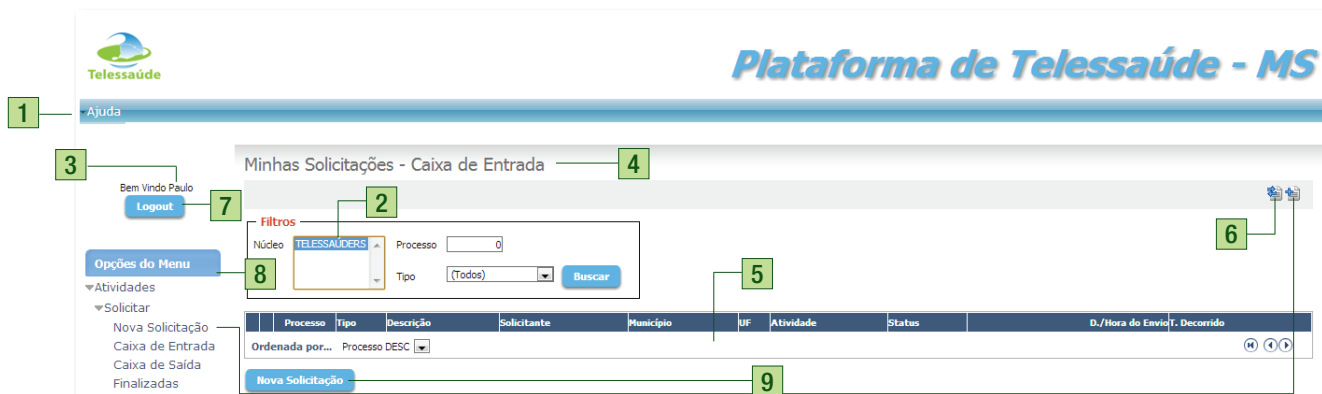 Telessaúde
Plataforma de Telessaúde - MS
1
Ajuda
Minhas Solicitações - Caixa de Entrada
4
3
Bem Vindo Paulo
Logout
7
2
6
Filtros
Núcleo TELESSAÚDERS Processo 0
Tipo (Todos) Buscar
Opções do Menu
8
5
Atividades
Solicitar
Nova Solicitação
Caixa de Entrada
Caixa de Saída
Finalizadas
Processo Tipo Descrição Solicitante Município UF Atividade Status D./Hora do Envio T. Decorrido
Ordenada por... Processo DESC
Nova Solicitação
9